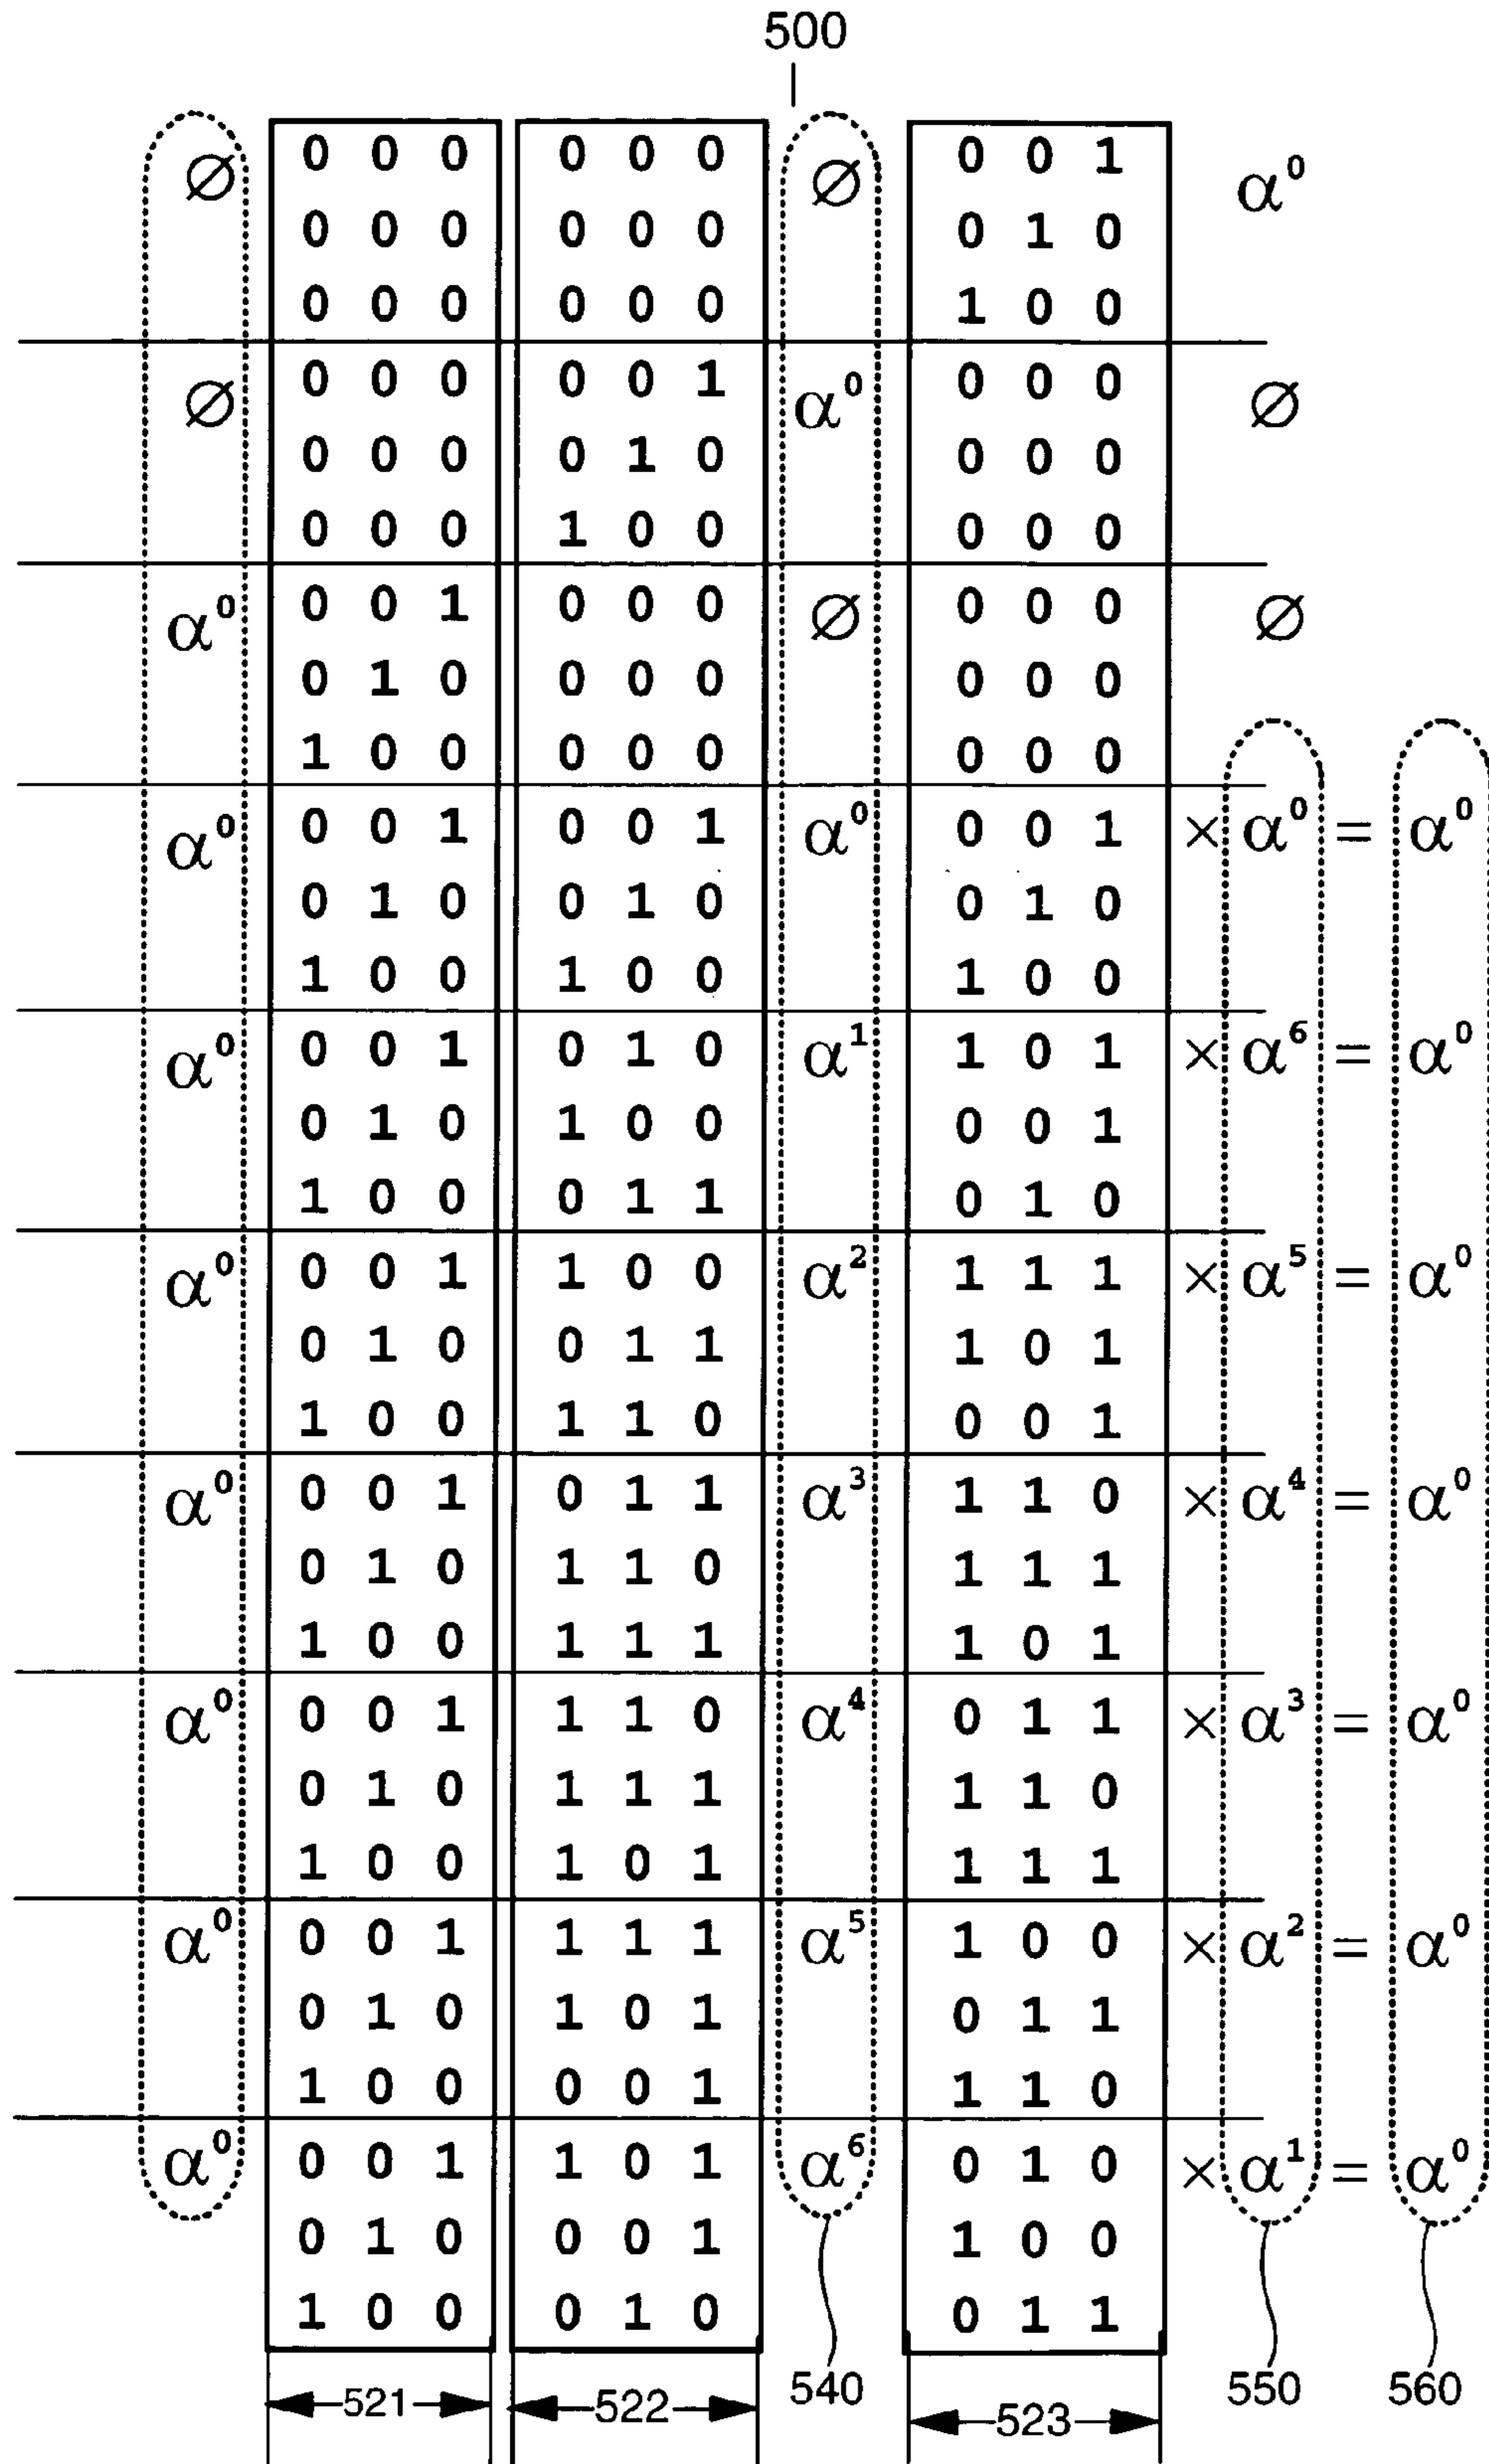 500
∅ 0 0 0 0 0 0 ∅ 0 0 1 α⁰
0 0 0 0 0 0 0 1 0
0 0 0 0 0 0 1 0 0
∅ 0 0 0 0 0 1 α⁰ 0 0 0 ∅
0 0 0 0 1 0 0 0 0
0 0 0 1 0 0 0 0 0
α⁰ 0 0 1 0 0 0 ∅ 0 0 0 ∅
0 1 0 0 0 0 0 0 0
1 0 0 0 0 0 0 0 0
α⁰ 0 0 1 0 0 1 α⁰ 0 0 1 × α⁰ = α⁰
0 1 0 0 1 0 0 1 0
1 0 0 1 0 0 1 0 0
α⁰ 0 0 1 0 1 0 α¹ 1 0 1 × α⁶ = α⁰
0 1 0 1 0 0 0 0 1
1 0 0 0 1 1 0 1 0
α⁰ 0 0 1 1 0 0 α² 1 1 1 × α⁵ = α⁰
0 1 0 0 1 1 1 0 1
1 0 0 1 1 0 0 0 1
α⁰ 0 0 1 0 1 1 α³ 1 1 0 × α⁴ = α⁰
0 1 0 1 1 0 1 1 1
1 0 0 1 1 1 1 0 1
α⁰ 0 0 1 1 1 0 α⁴ 0 1 1 × α³ = α⁰
0 1 0 1 1 1 1 1 0
1 0 0 1 0 1 1 1 1
α⁰ 0 0 1 1 1 1 α⁵ 1 0 0 × α² = α⁰
0 1 0 1 0 1 0 1 1
1 0 0 0 0 1 1 1 0
α⁰ 0 0 1 1 0 1 α⁶ 0 1 0 × α¹ = α⁰
0 1 0 0 0 1 1 0 0
1 0 0 0 1 0 0 1 1
521 522 540 523 550 560